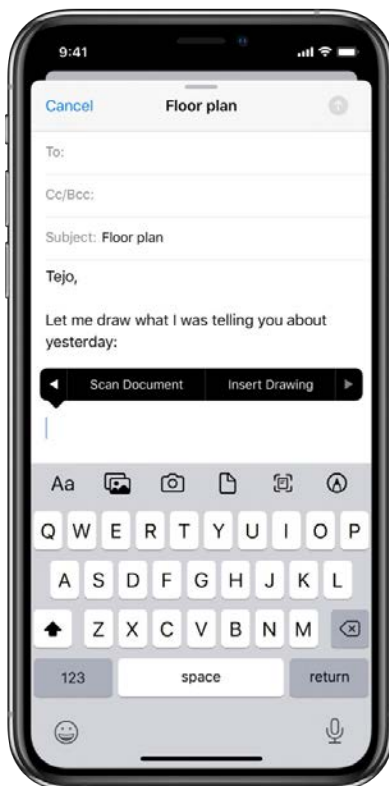 9:41
Cancel Floor plan
To:
Cc/Bcc:
Subject: Floor plan
Tejo,
Let me draw what I was telling you about
yesterday:
Scan Document Insert Drawing
Aa
Q W E R T Y U I O P
A S D F G H J K L
Z X C V B N M
123 space return